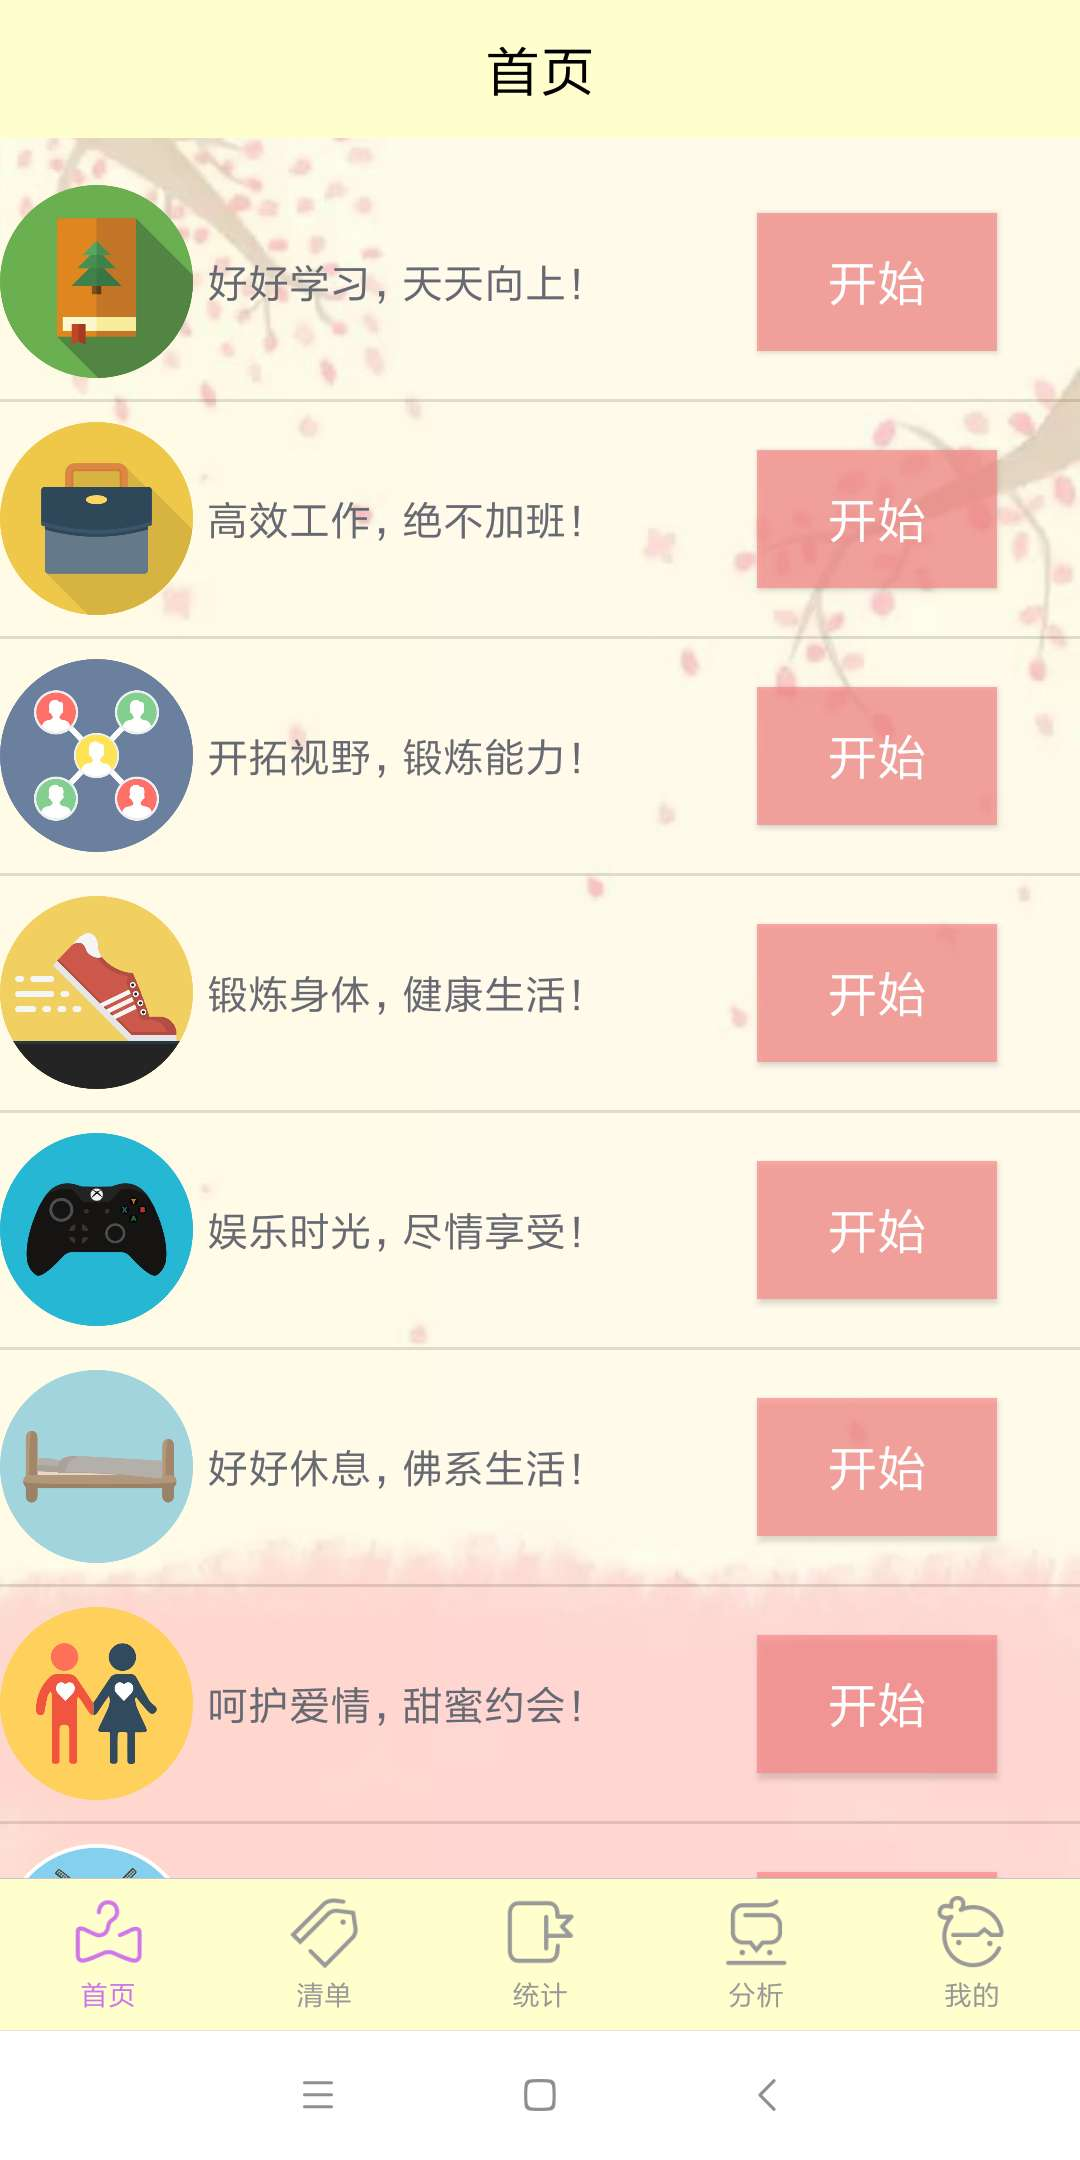 首页
好好学习，天天向上！
开始
高效工作，绝不加班！
开始
开拓视野，锻炼能力！
开始
锻炼身体，健康生活！
开始
娱乐时光，尽情享受！
开始
好好休息，佛系生活！
开始
呵护爱情，甜蜜约会！
开始
首页
清单
统计
分析
我的